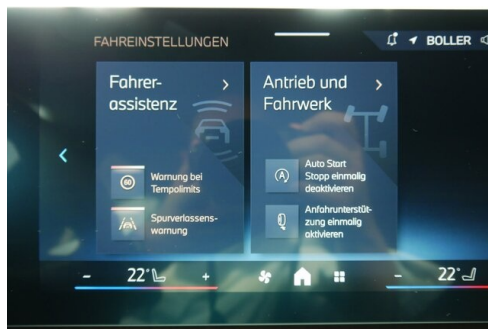 FAHREINSTELLUNGEN
BOLLER
Fahrer-
assistenz
Antrieb und
Fahrwerk
60
Warnung bei
Tempolimits
Spurverlassens-
warnung
A
Auto Start
Stopp einmalig
deaktivieren
Anfahrunterstüt-
zung einmalig
aktivieren
- 22° +
- 22°